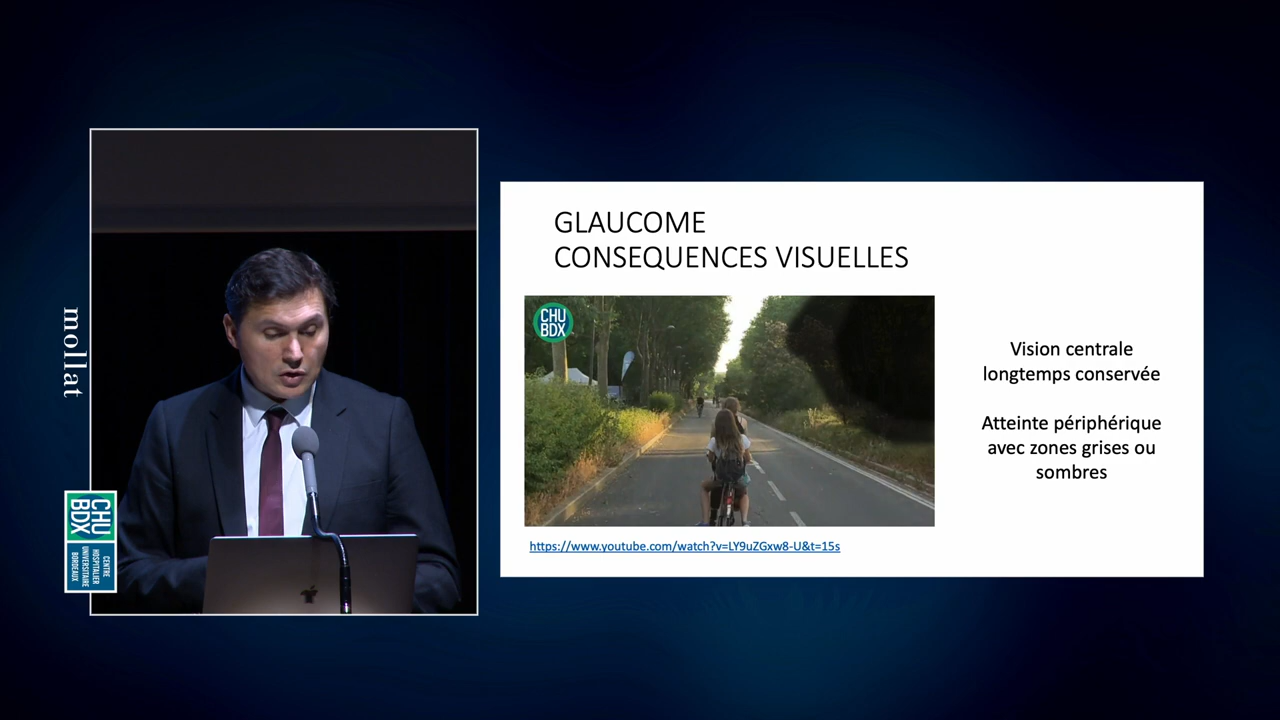 mollat
CHU
BDX
CENTRE
HOSPITALIER
UNIVERSITAIRE
BORDEAUX
GLAUCOME
CONSEQUENCES VISUELLES
CHU
BDX
Vision centrale
longtemps conservée
Atteinte périphérique
avec zones grises ou
sombres
https://www.youtube.com/watch?v=LY9uZGxw8-U&t=15s